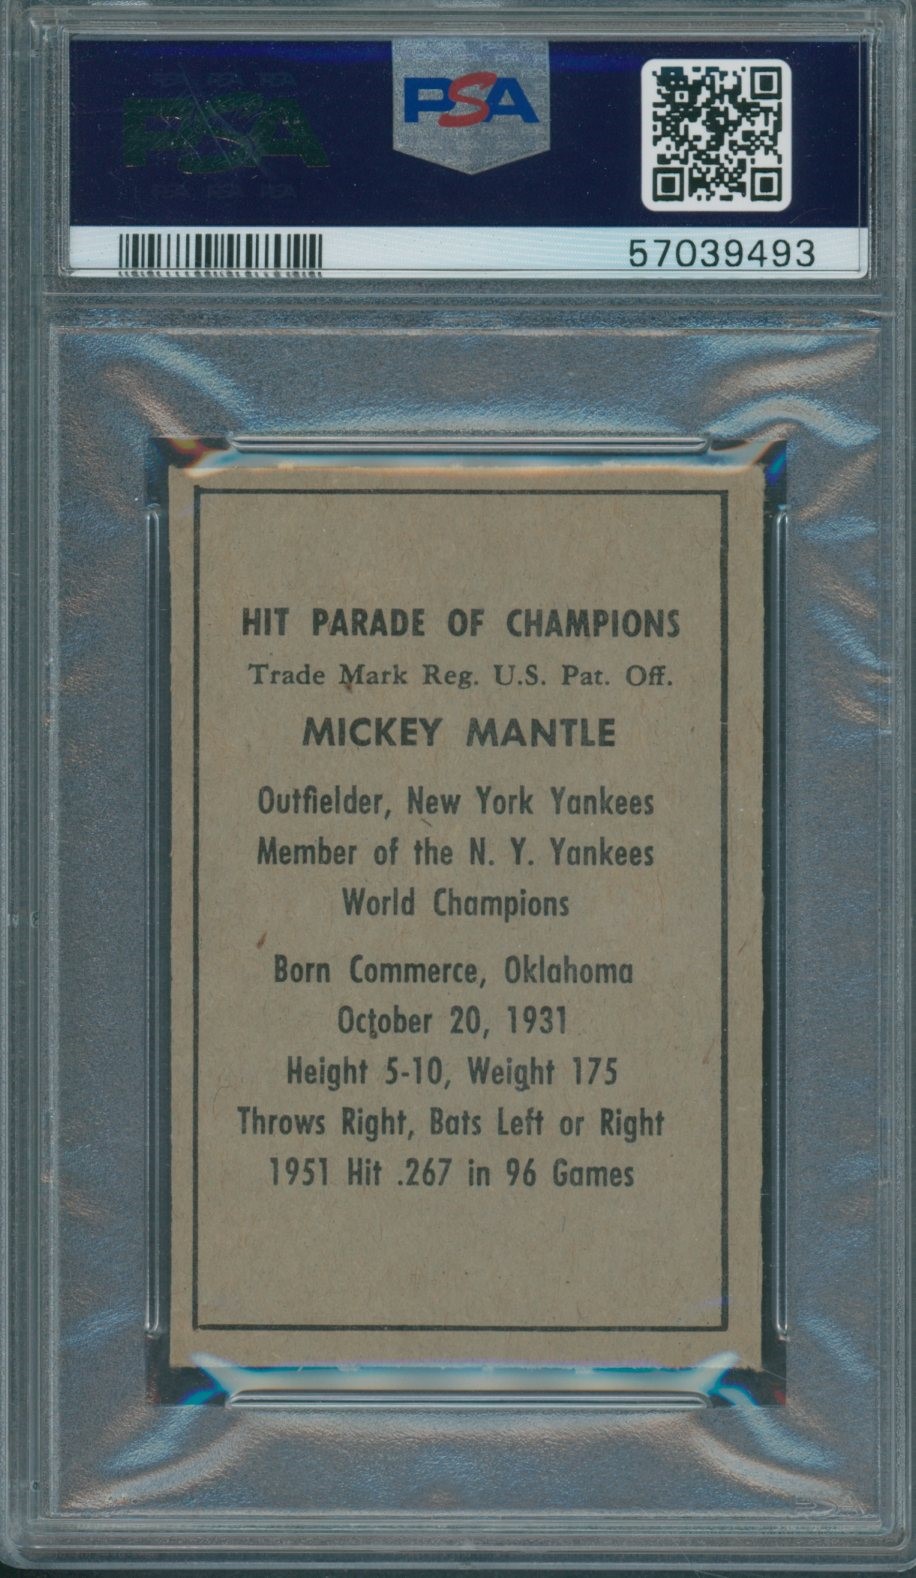 PSA
57039493
HIT PARADE OF CHAMPIONS
Trade Mark Reg. U.S. Pat. Off.
MICKEY MANTLE
Outfielder, New York Yankees
Member of the N. Y. Yankees
World Champions
Born Commerce, Oklahoma
October 20, 1931
Height 5-10, Weight 175
Throws Right, Bats Left or Right
1951 Hit .267 in 96 Games